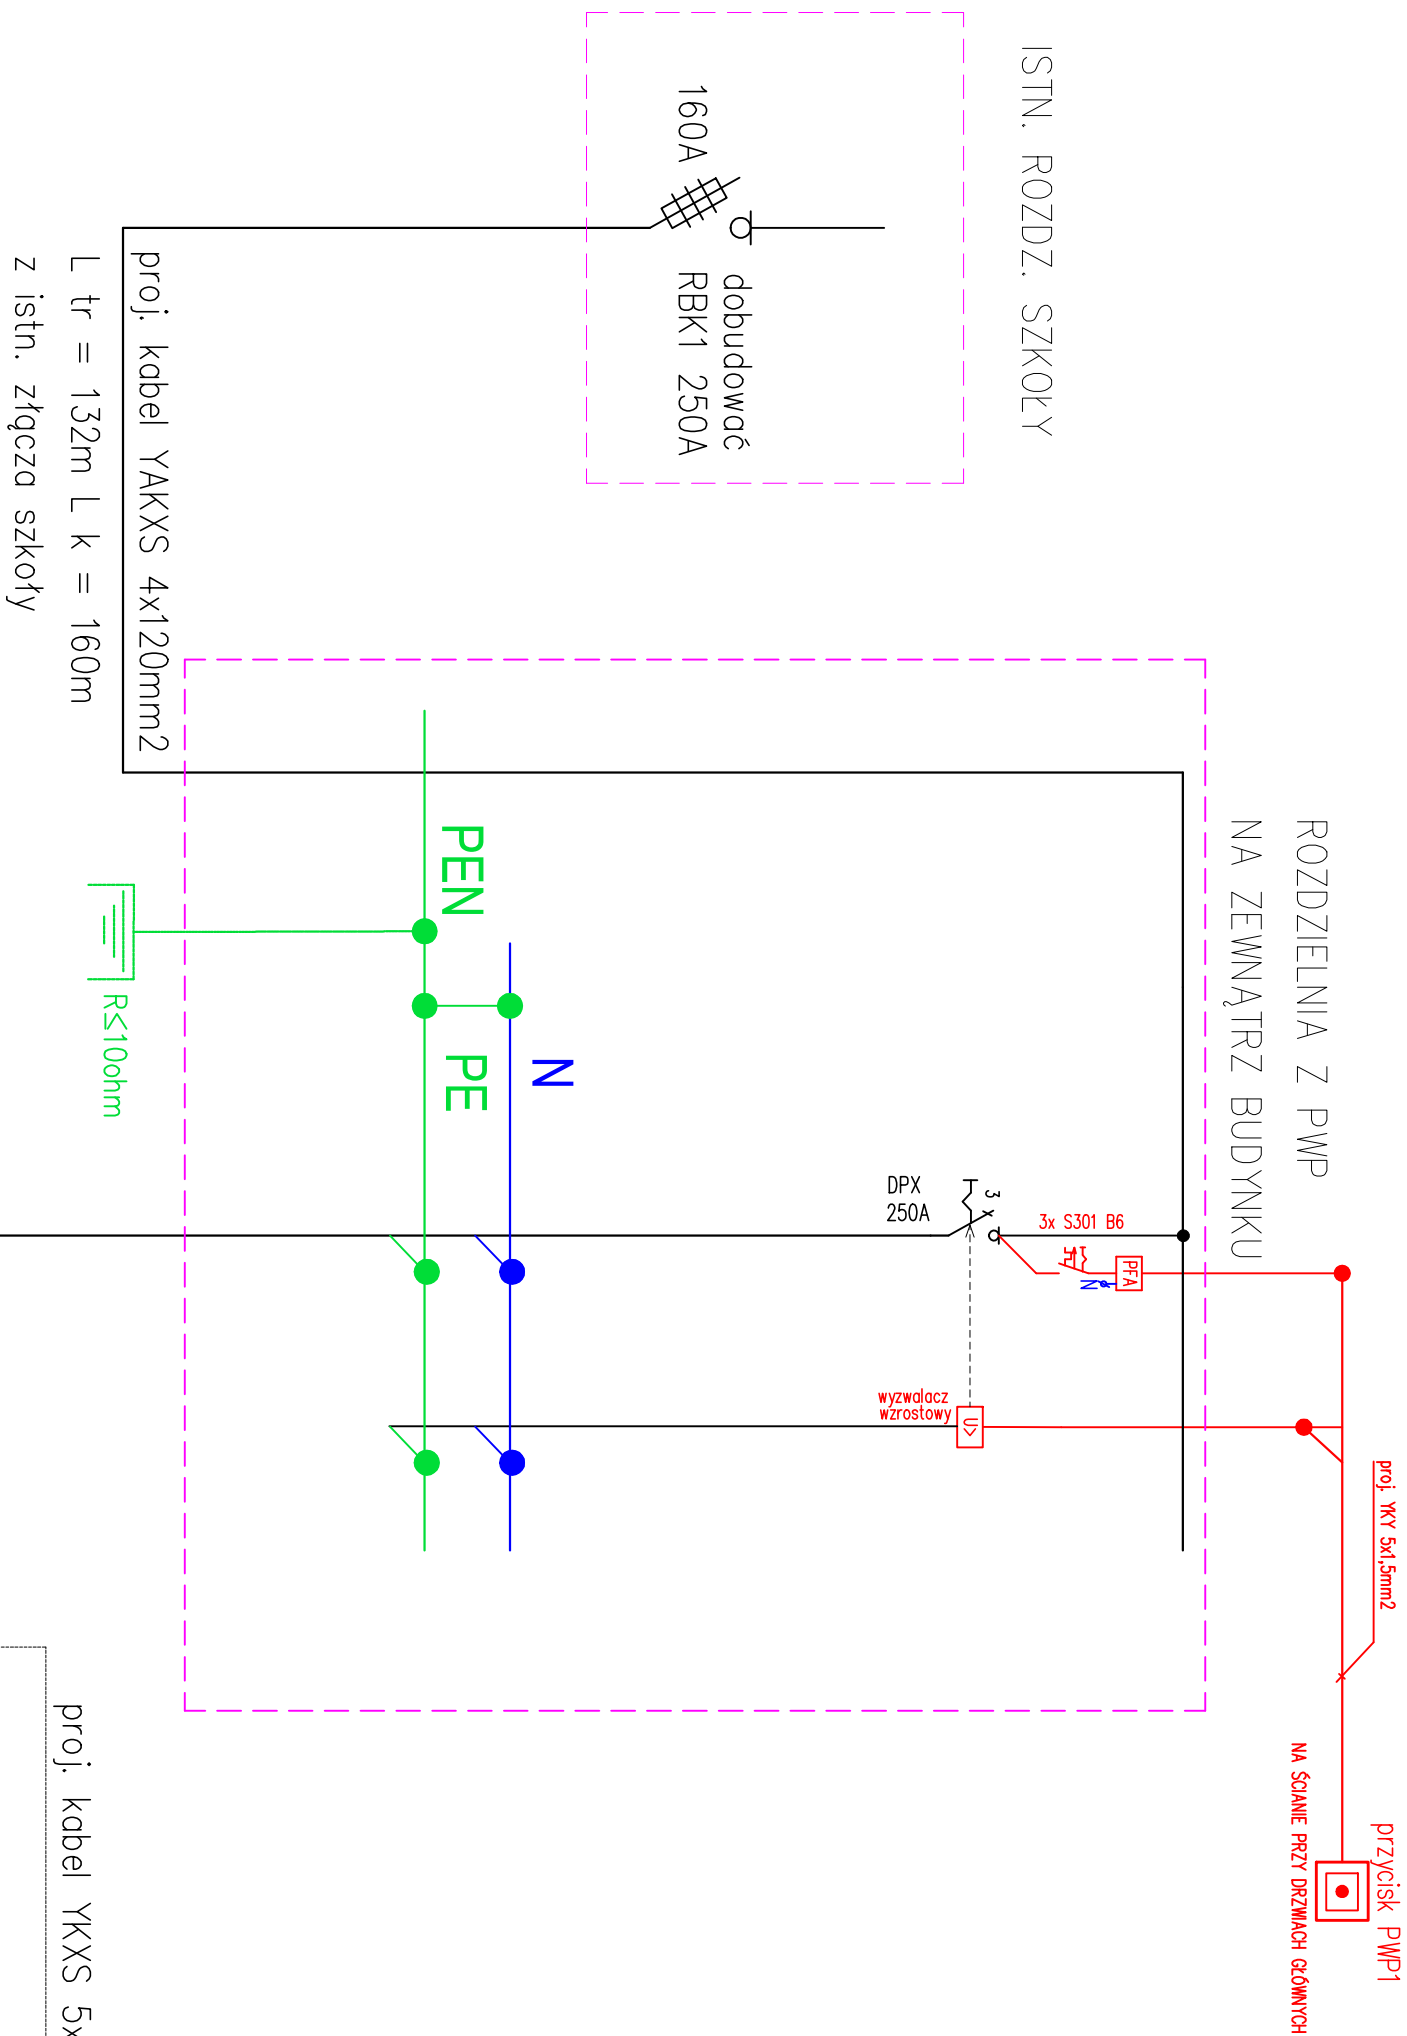 ISTN. ROZDZ. SZKOŁY
160A
dobudować
RBK1 250A
proj. kabel YAKXS 4x120mm2
L tr = 132m L k = 160m
z istn. złącza szkoły
ROZDZIELNIA Z PWP
NA ZEWNĄTRZ BUDYNKU
PEN
PE
N
R≤10ohm
DPX
250A
3
3x S301 B6
PFA
N
wyzwalacz
wzrostowy
U>
proj. YKY 5x1,5mm2
przycisk PWP1
NA ŚCIANIE PRZY DRZWIACH GŁÓWNYCH
proj. kabel YKXS 5x